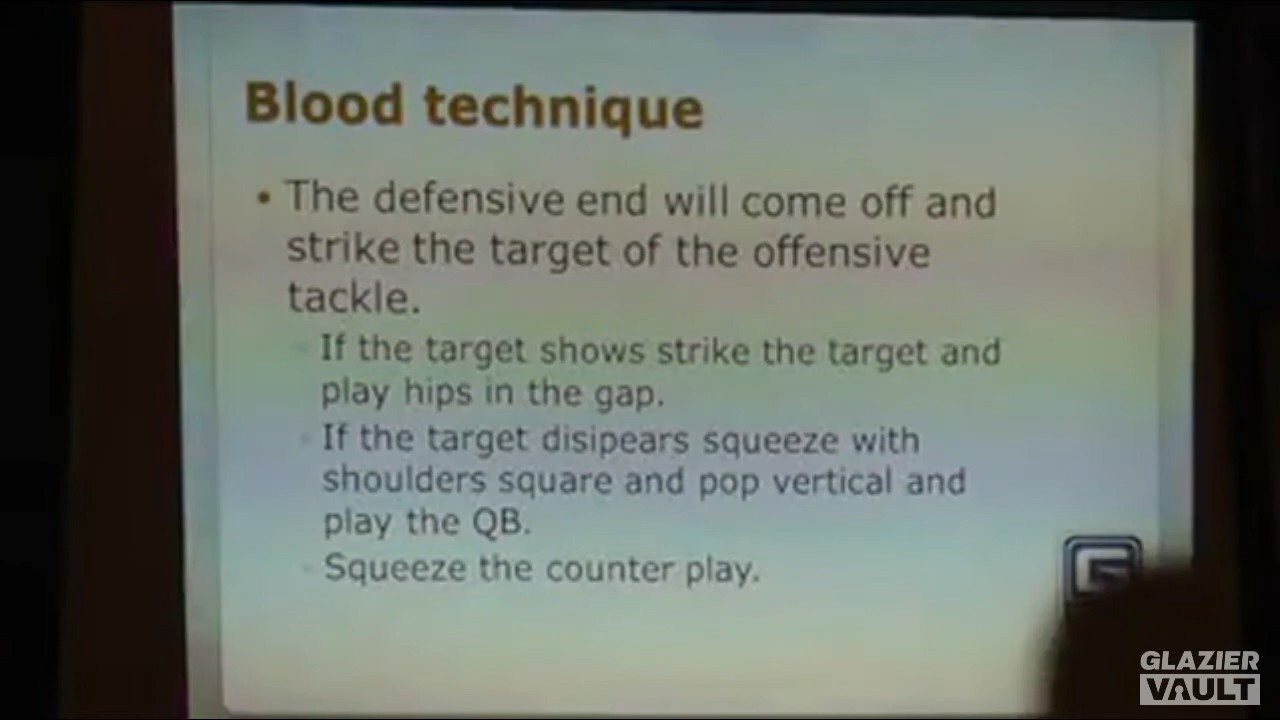 Blood technique
• The defensive end will come off and
strike the target of the offensive
tackle.
If the target shows strike the target and
play hips in the gap.
If the target disipears squeeze with
shoulders square and pop vertical and
play the QB.
Squeeze the counter play.
GLAZIER
VAULT